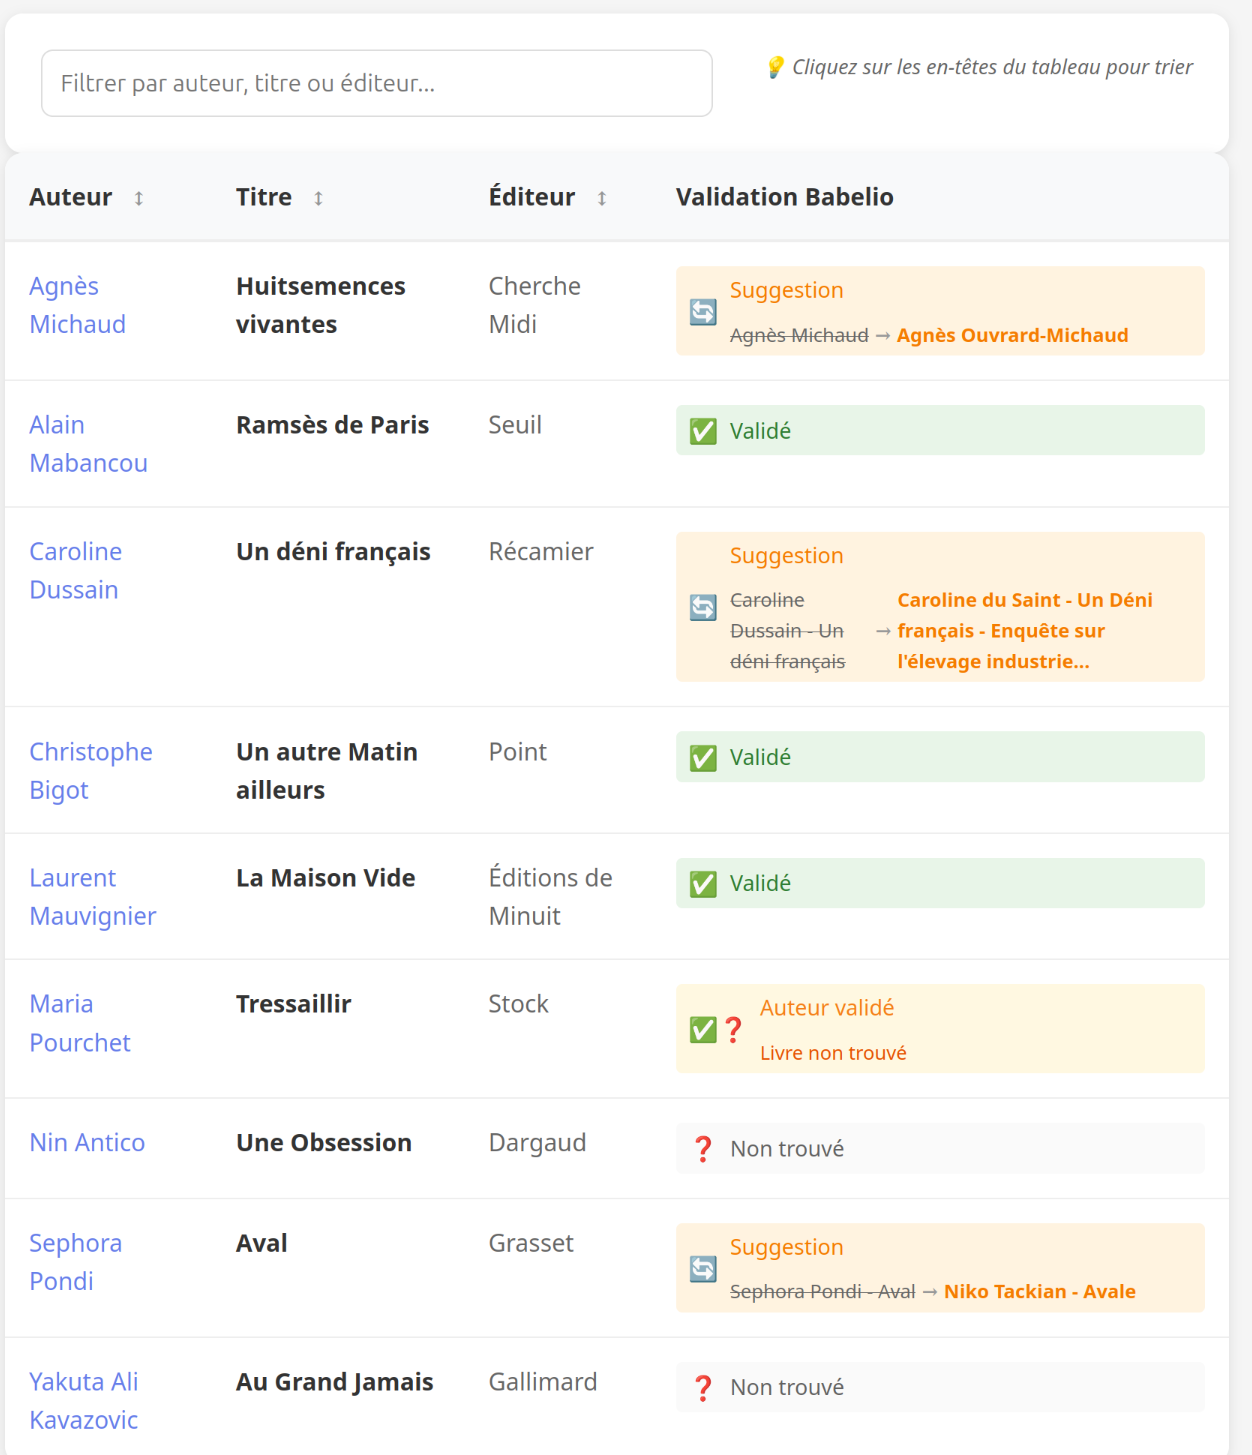 Filtrer par auteur, titre ou éditeur...
💡 Cliquez sur les en-têtes du tableau pour trier
Auteur ↕ Titre ↕ Éditeur ↕ Validation Babelio
Agnès
Michaud
Huitsemences
vivantes
Cherche
Midi
Suggestion
Agnès Michaud → Agnès Ouvrard-Michaud
Alain
Mabancou
Ramsès de Paris
Seuil
Validé
Caroline
Dussain
Un déni français
Récamier
Suggestion
Caroline
Dussain - Un
déni français
→
Caroline du Saint - Un Déni
français - Enquête sur
l'élevage industrie...
Christophe
Bigot
Un autre Matin
ailleurs
Point
Validé
Laurent
Mauvignier
La Maison Vide
Éditions de
Minuit
Validé
Maria
Pourchet
Tressaillir
Stock
Auteur validé
Livre non trouvé
Nin Antico
Une Obsession
Dargaud
Non trouvé
Sephora
Pondi
Aval
Grasset
Suggestion
Sephora Pondi - Aval → Niko Tackian - Avale
Yakuta Ali
Kavazovic
Au Grand Jamais
Gallimard
Non trouvé